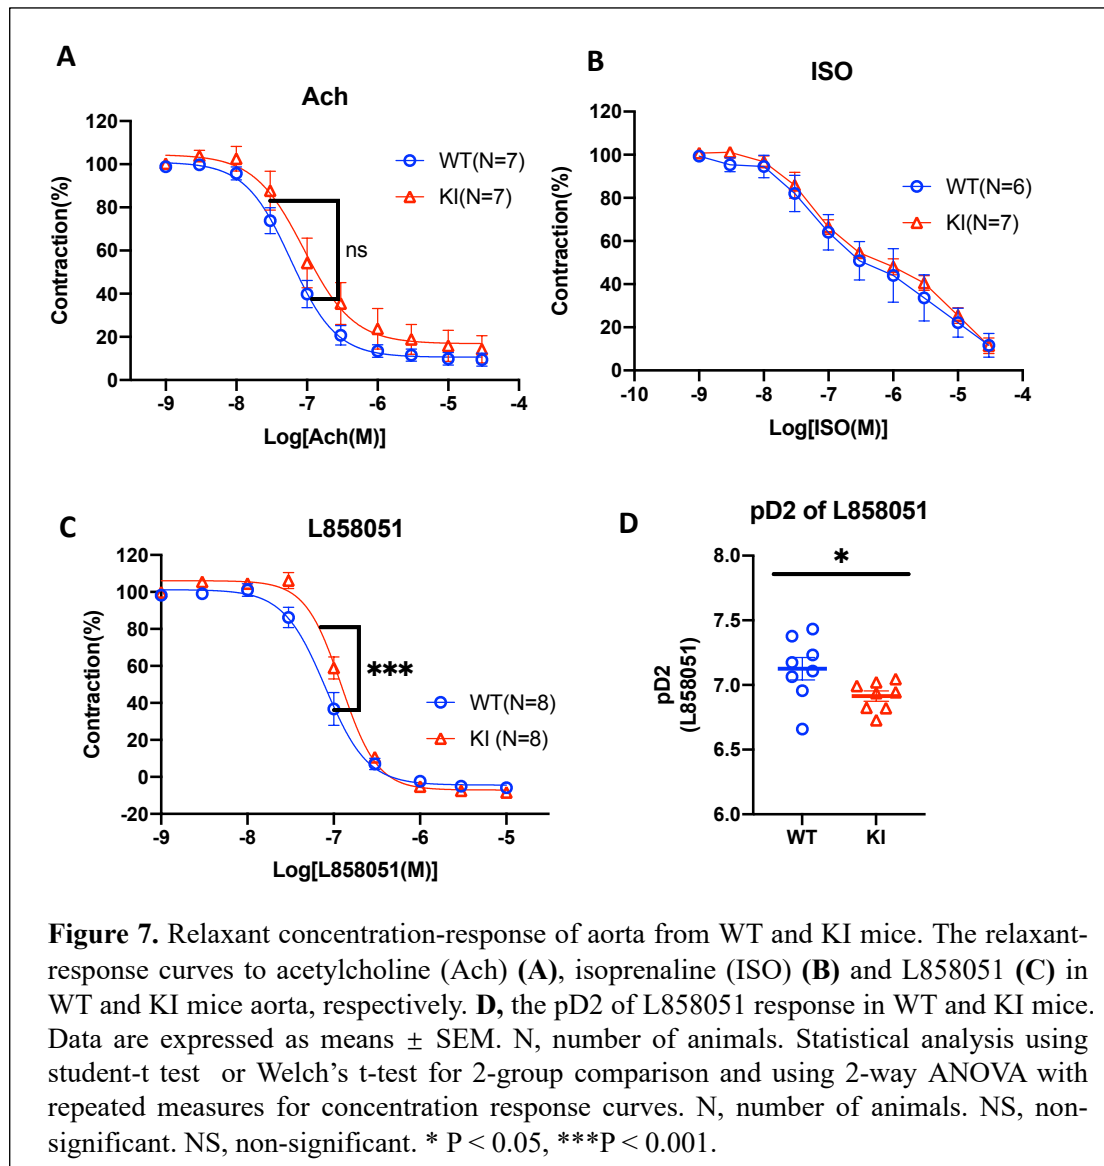 A
Ach
120
100
80
60
40
20
0
Contraction(%)
WT(N=7)
KI(N=7)
ns
-9 -8 -7 -6 -5 -4
Log[Ach(M)]
B
ISO
120
100
80
60
40
20
0
Contraction(%)
WT(N=6)
KI(N=7)
-10 -9 -8 -7 -6 -5 -4
Log[ISO(M)]
C
L858051
120
100
80
60
40
20
0
-20
Contraction(%)
***
WT(N=8)
KI (N=8)
-9 -8 -7 -6 -5
Log[L858051(M)]
D
pD2 of L858051
8.0
7.5
7.0
6.5
6.0
pD2
(L858051)
*
WT KI
Figure 7. Relaxant concentration-response of aorta from WT and KI mice. The relaxant-
response curves to acetylcholine (Ach) (A), isoprenaline (ISO) (B) and L858051 (C) in
WT and KI mice aorta, respectively. D, the pD2 of L858051 response in WT and KI mice.
Data are expressed as means ± SEM. N, number of animals. Statistical analysis using
student-t test or Welch's t-test for 2-group comparison and using 2-way ANOVA with
repeated measures for concentration response curves. N, number of animals. NS, non-
significant. NS, non-significant. * P < 0.05, ***P < 0.001.